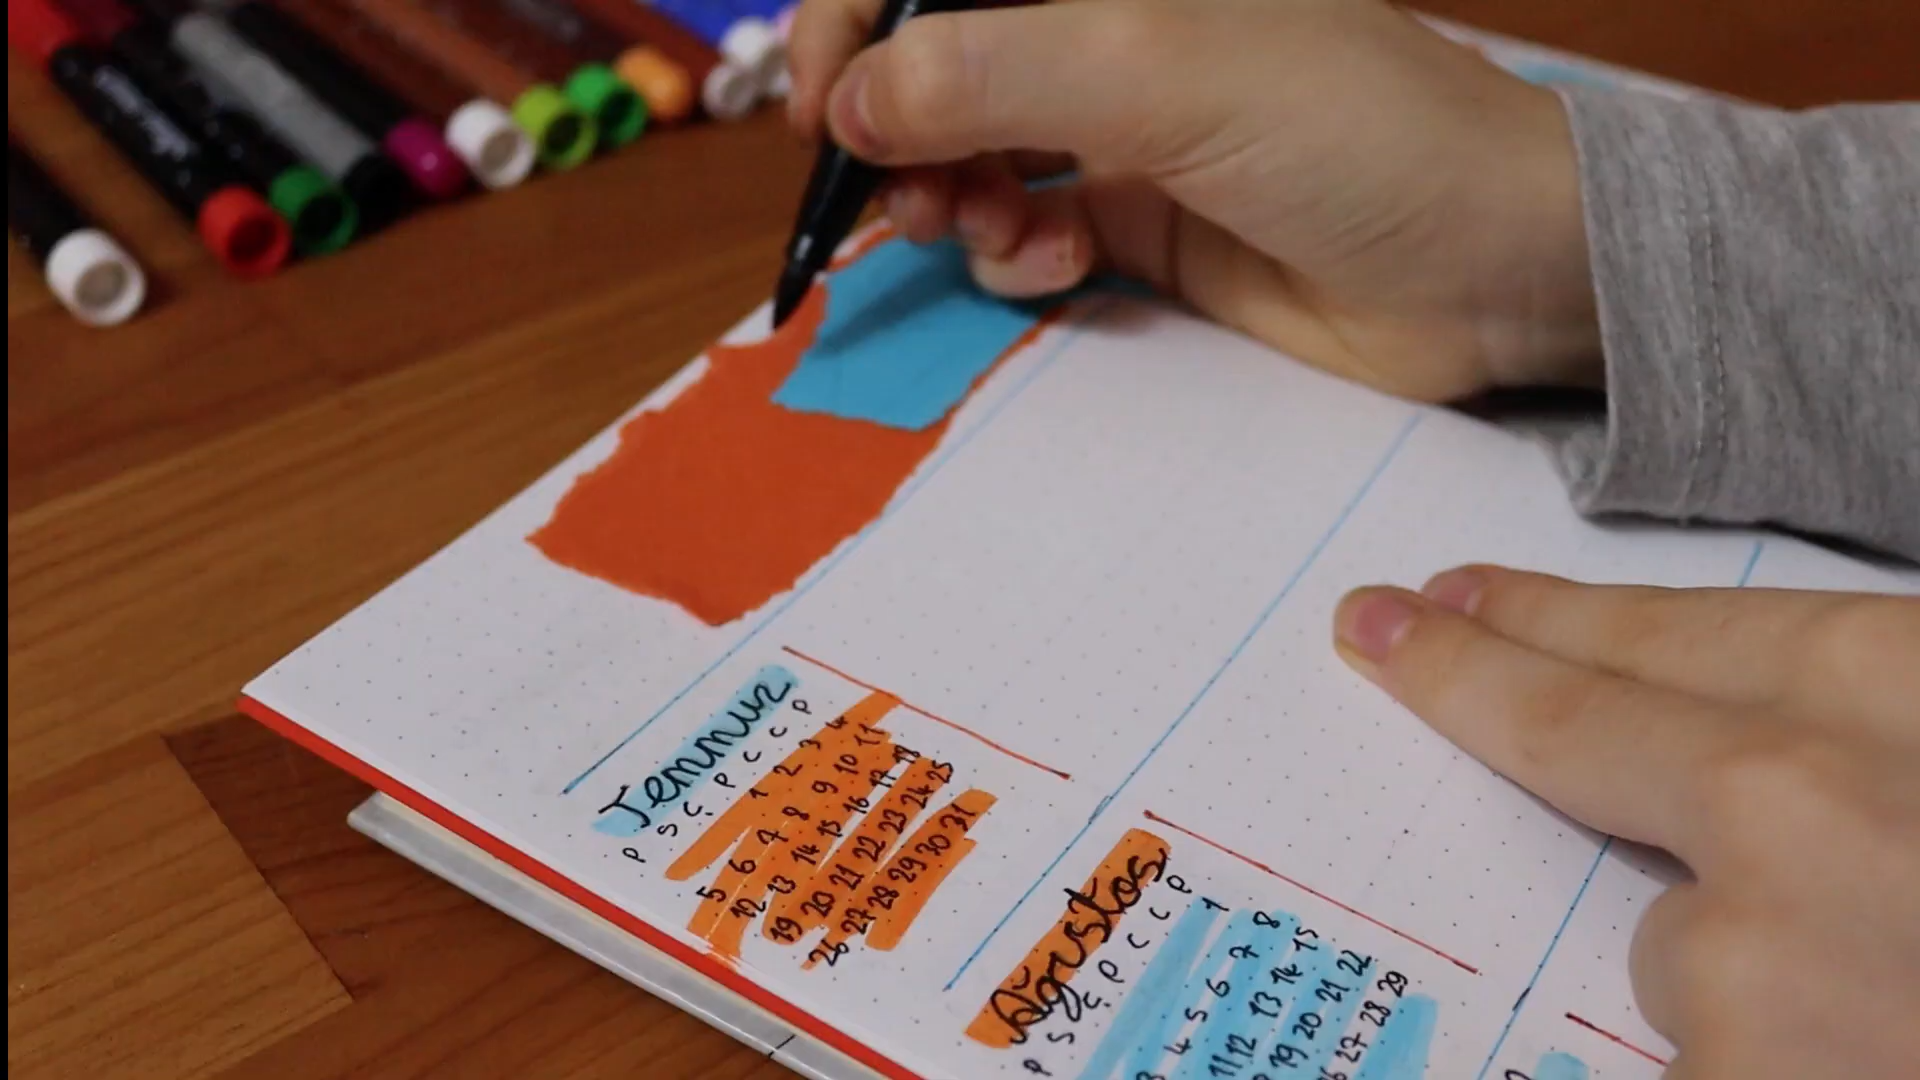 Temmuz
P S Ç P C C P
1 2 3 4
5 6 7 8 9 10 11
12 13 14 15 16 17 18
19 20 21 22 23 24 25
26 27 28 29 30 31
Ağustos
P S Ç P C C P
1
4 5 6 7 8
11 12 13 14 15
19 20 21 22
27 28 29